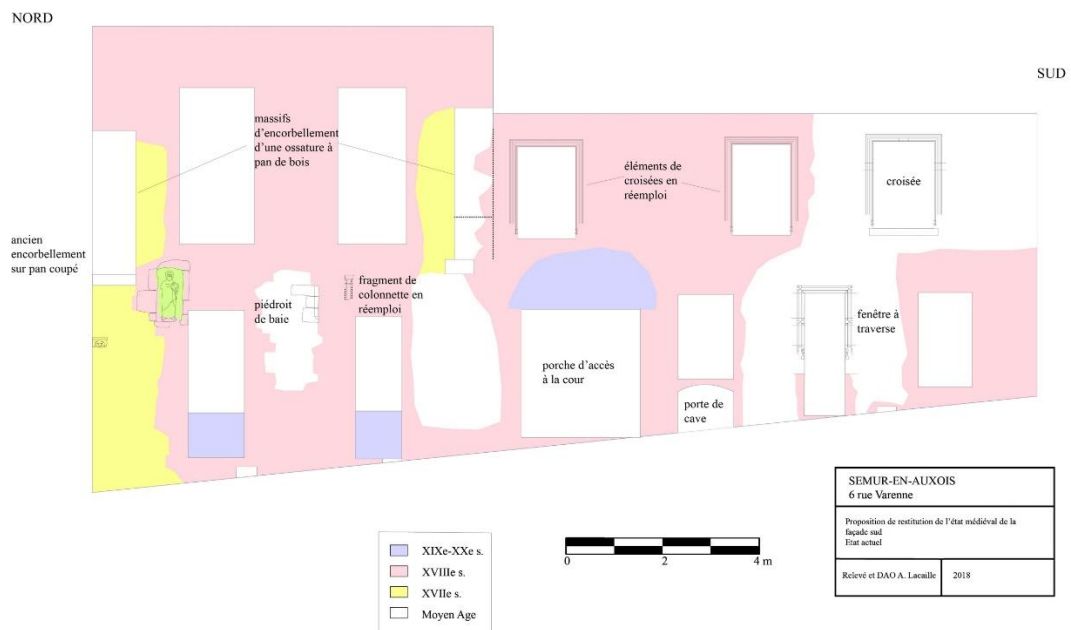 NORD
SUD
massifs
d'encorbellement
d'une ossature à
pan de bois
éléments de
croisées en
réemploi
croisée
ancien
encorbellement
sur pan coupé
piédroit
de baie
fragment de
colonnette en
réemploi
fenêtre à
traverse
porche d'accès
à la cour
porte de
cave
XIXe-XXe s.
XVIIIe s.
XVIIe s.
Moyen Age
0 2 4 m
SEMUR-EN-AUXOIS
6 rue Varenne
Proposition de restitution de l'état médiéval de la
façade sud
Etat actuel
Relevé et DAO A. Lacaille 2018